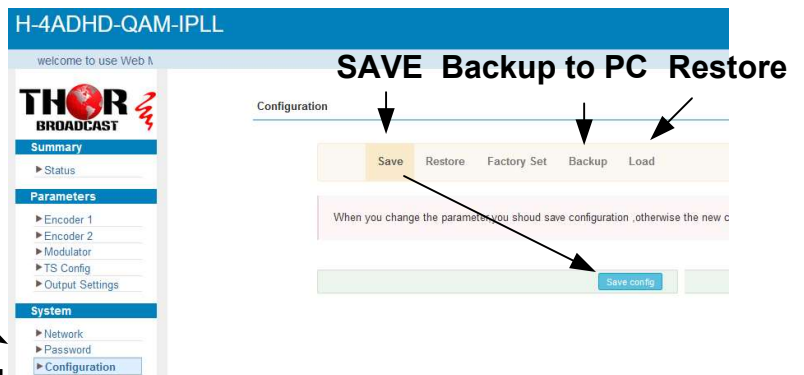 H-4ADHD-QAM-IPLL
welcome to use Web
SAVE Backup to PC Restore
THOR
BROADCAST
Configuration
Summary
Status
Save Restore Factory Set Backup Load
Parameters
Encoder 1
Encoder 2
Modulator
TS Config
Output Settings
When you change the parameter,you shoud save configuration ,otherwise the new
Save config
System
Network
Password
Configuration